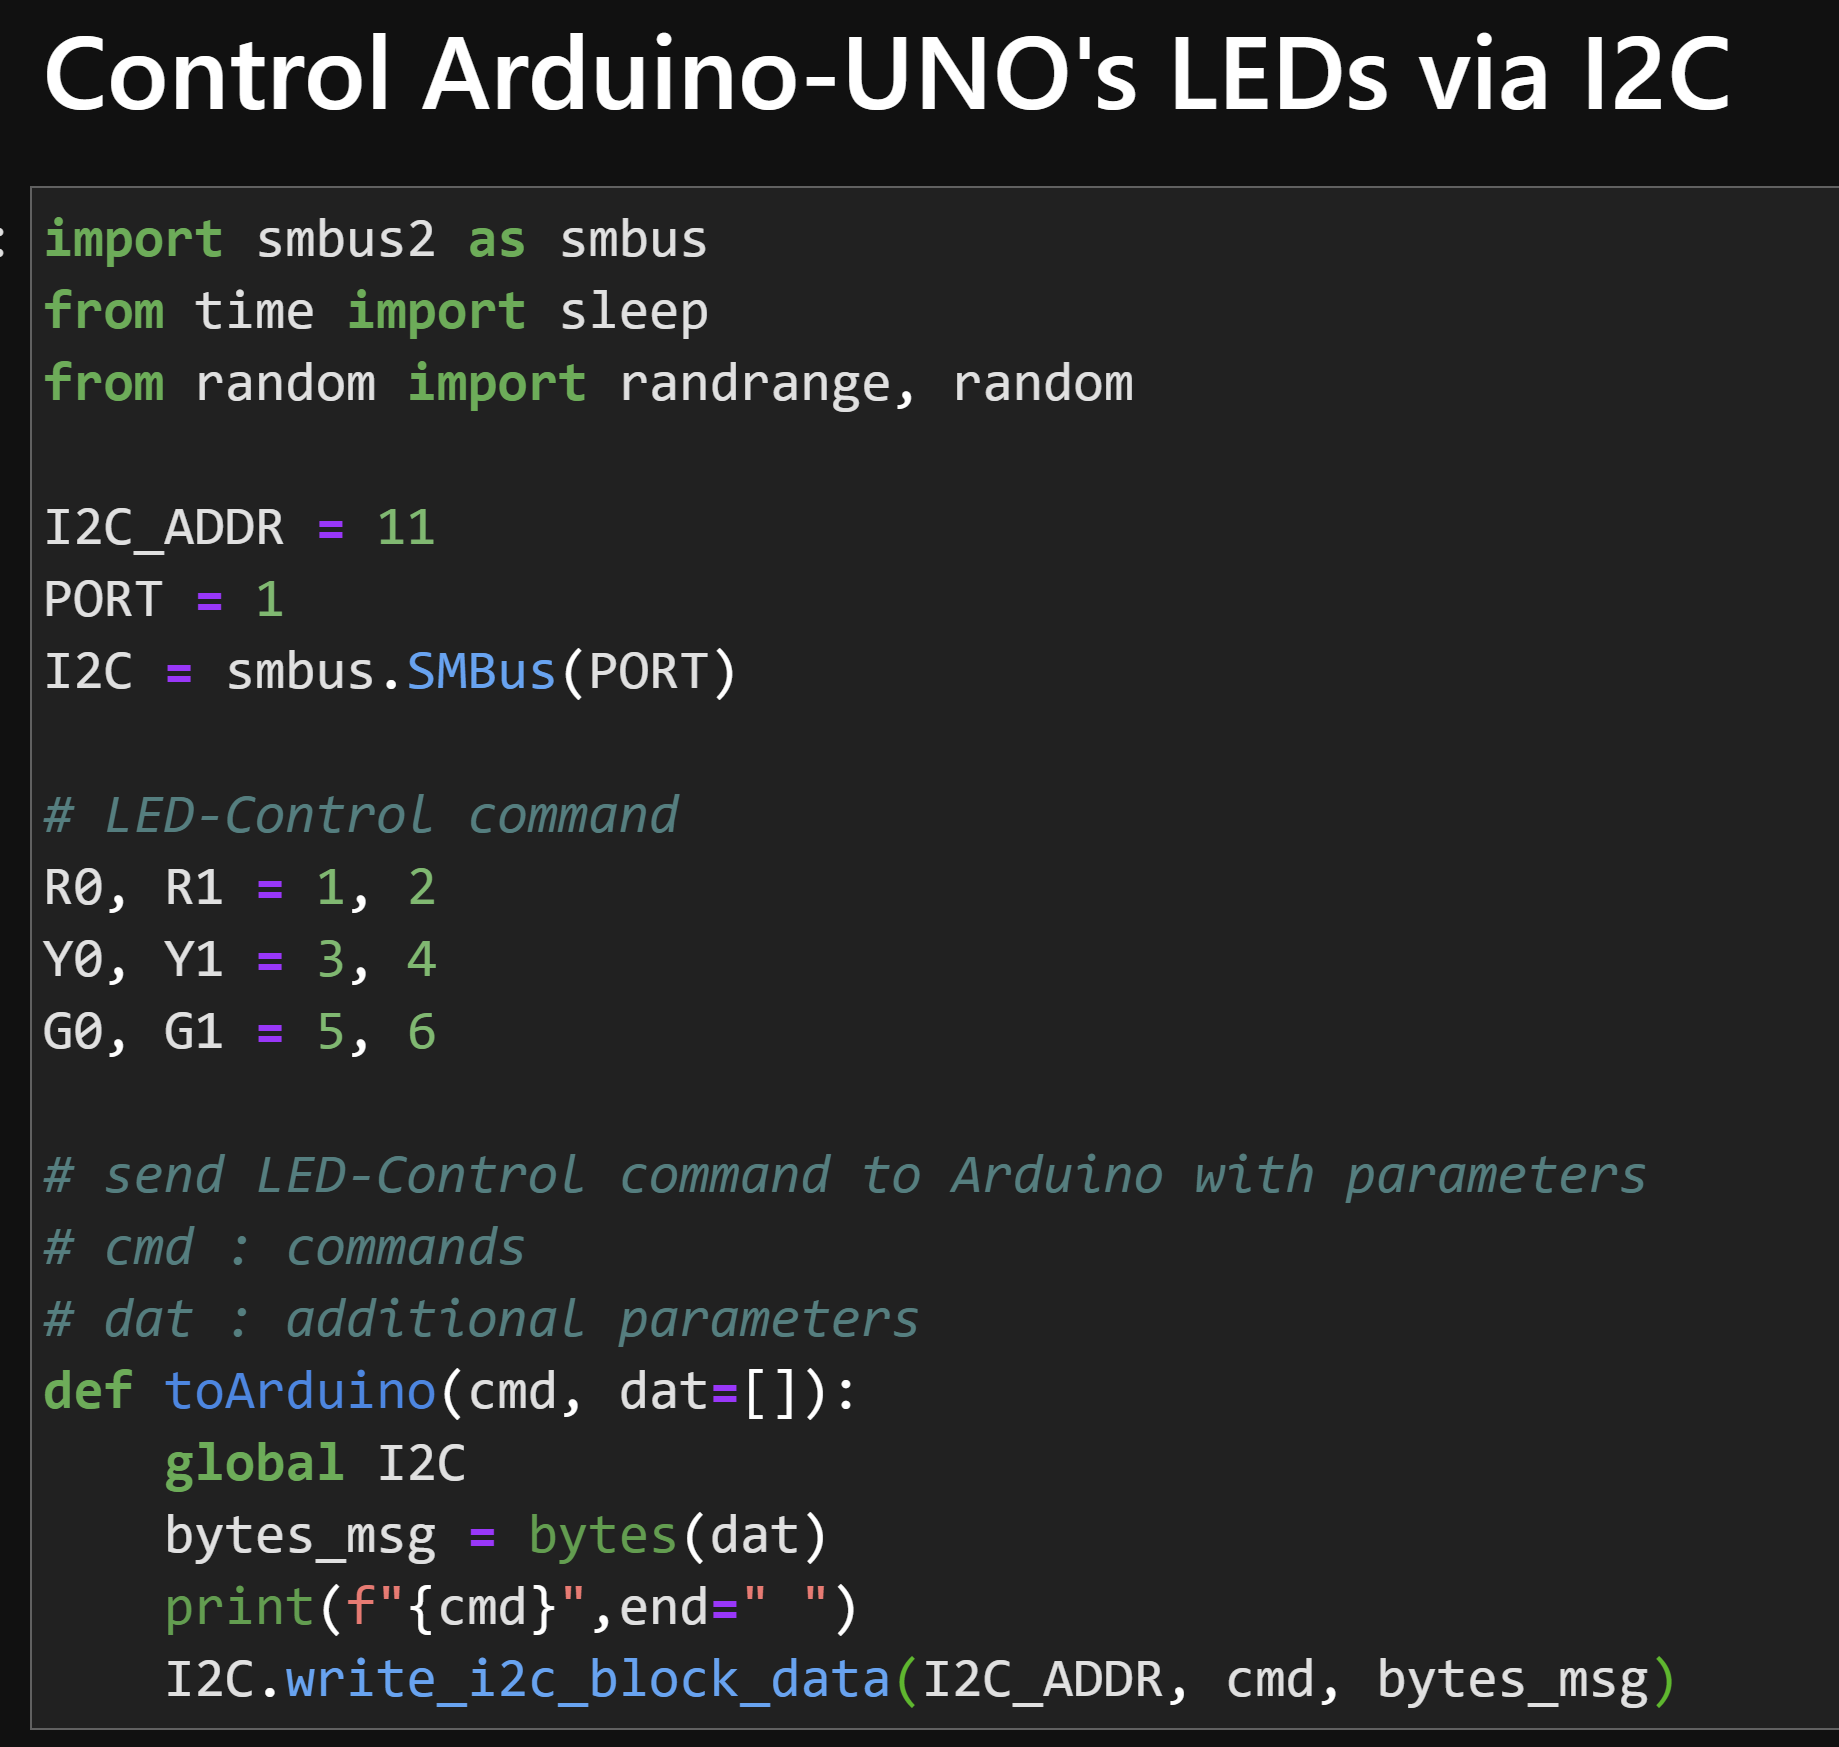 Control Arduino-UNO's LEDs via I2C
: import smbus2 as smbus
from time import sleep
from random import randrange, random
I2C_ADDR = 11
PORT = 1
I2C = smbus.SMBus(PORT)
# LED-Control command
R0, R1 = 1, 2
Y0, Y1 = 3, 4
G0, G1 = 5, 6
# send LED-Control command to Arduino with parameters
# cmd : commands
# dat : additional parameters
def toArduino(cmd, dat=[]):
    global I2C
    bytes_msg = bytes(dat)
    print(f"{cmd}",end=" ")
    I2C.write_i2c_block_data(I2C_ADDR, cmd, bytes_msg)